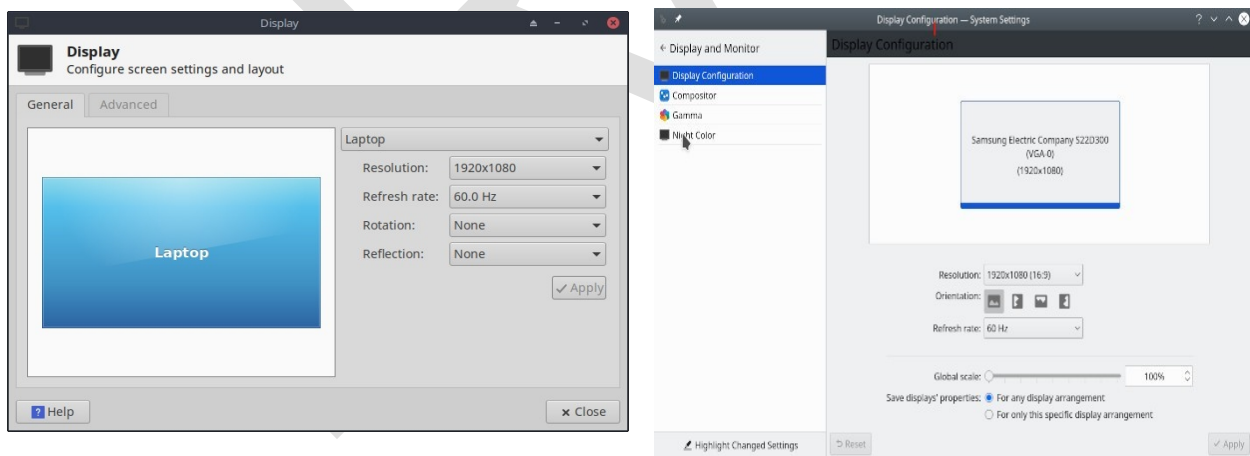 Display
Display
Configure screen settings and layout
General Advanced
Laptop
Laptop
Resolution: 1920x1080
Refresh rate: 60.0 Hz
Rotation: None
Reflection: None
Apply
Help
Close
Display Configuration — System Settings
Display and Monitor
Display Configuration
Display Configuration
Compositor
Gamma
Night Color
Samsung Electric Company S22D300
(VGA-0)
(1920x1080)
Resolution: 1920x1080 (16:9)
Orientation:
Refresh rate: 60 Hz
Global scale: 100%
Save displays' properties: For any display arrangement
For only this specific display arrangement
Highlight Changed Settings
Reset
Apply